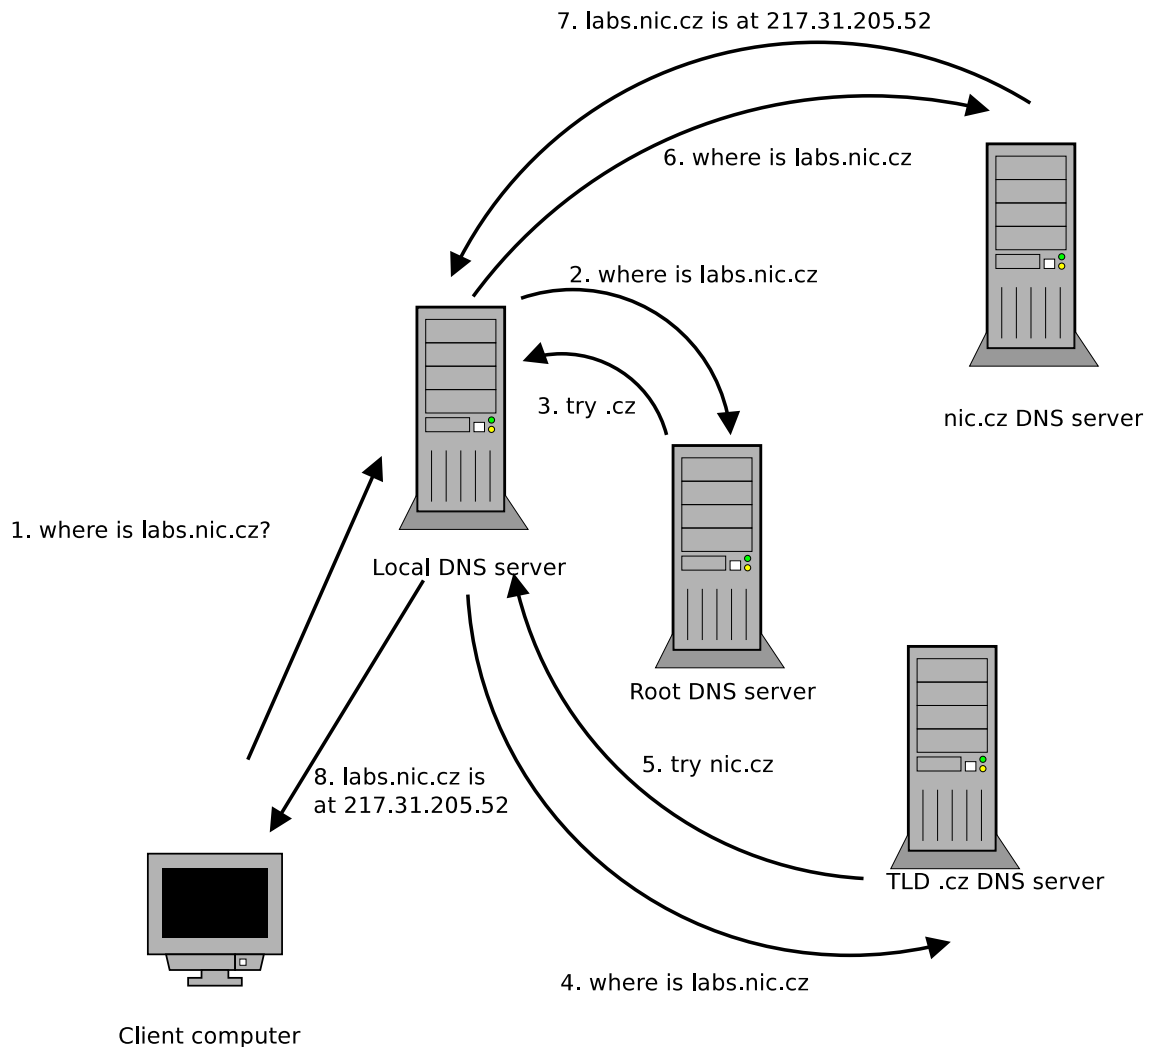 7. labs.nic.cz is at 217.31.205.52
6. where is labs.nic.cz
2. where is labs.nic.cz
3. try .cz
nic.cz DNS server
1. where is labs.nic.cz?
Local DNS server
Root DNS server
5. try nic.cz
8. labs.nic.cz is
at 217.31.205.52
TLD .cz DNS server
4. where is labs.nic.cz
Client computer